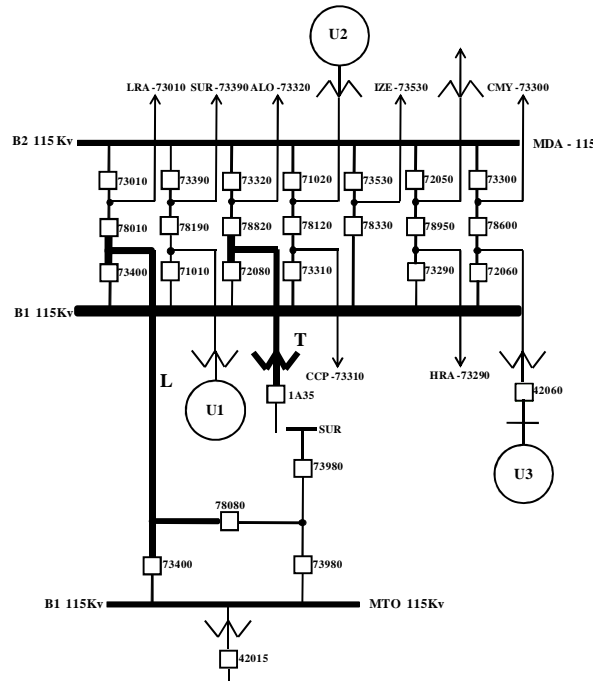 U2
LRA -73010 SUR -73390 ALO -73320 IZE -73530 CMY -73300
B2 115 Kv
MDA - 115
73010 73390 73320 71020 73530 72050 73300
78010 78190 78820 78120 78330 78950 78600
73400 71010 72080 73310 73290 72060
B1 115Kv
T
L
CCP -73310
HRA -73290
42060
1A35
U1
SUR
U3
73980
78080
73400
73980
B1 115Kv
MTO 115Kv
42015